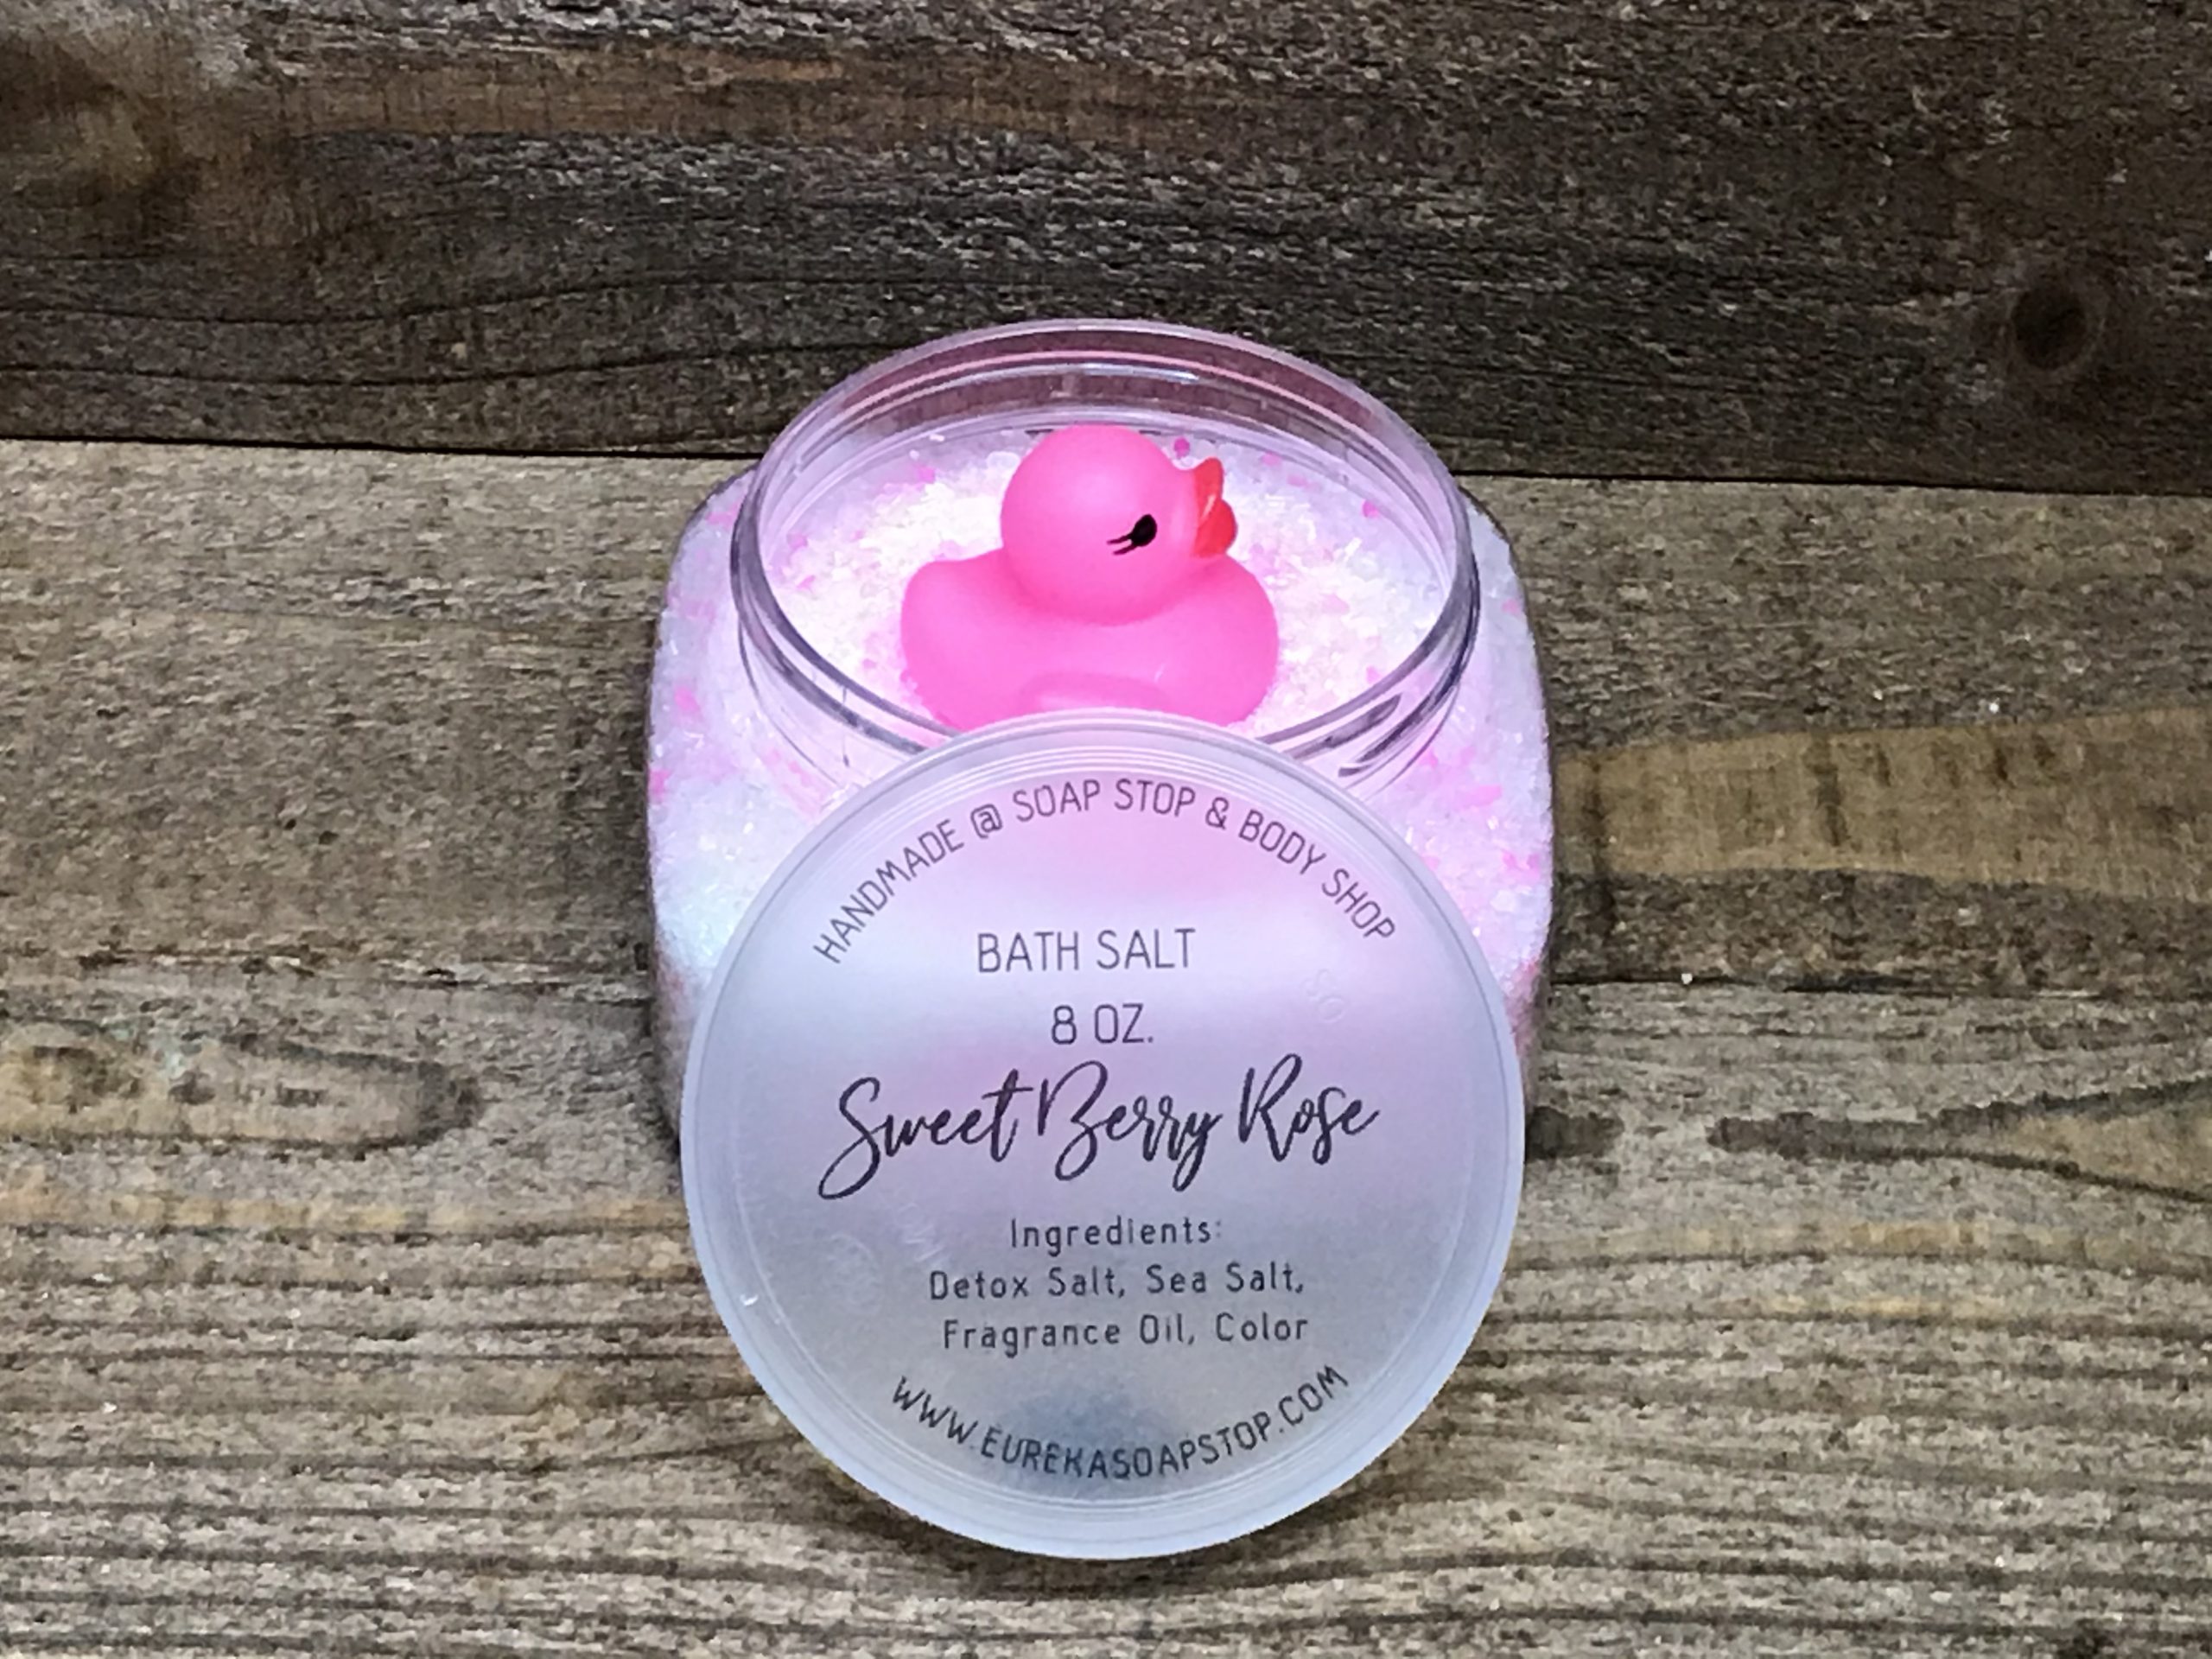 HANDMADE @ SOAP STOP & BODY SHOP
BATH SALT
8 OZ.
Sweet Berry Rose
Ingredients:
Detox Salt, Sea Salt,
Fragrance Oil, Color
WWW.EUREKASOAPSTOP.COM